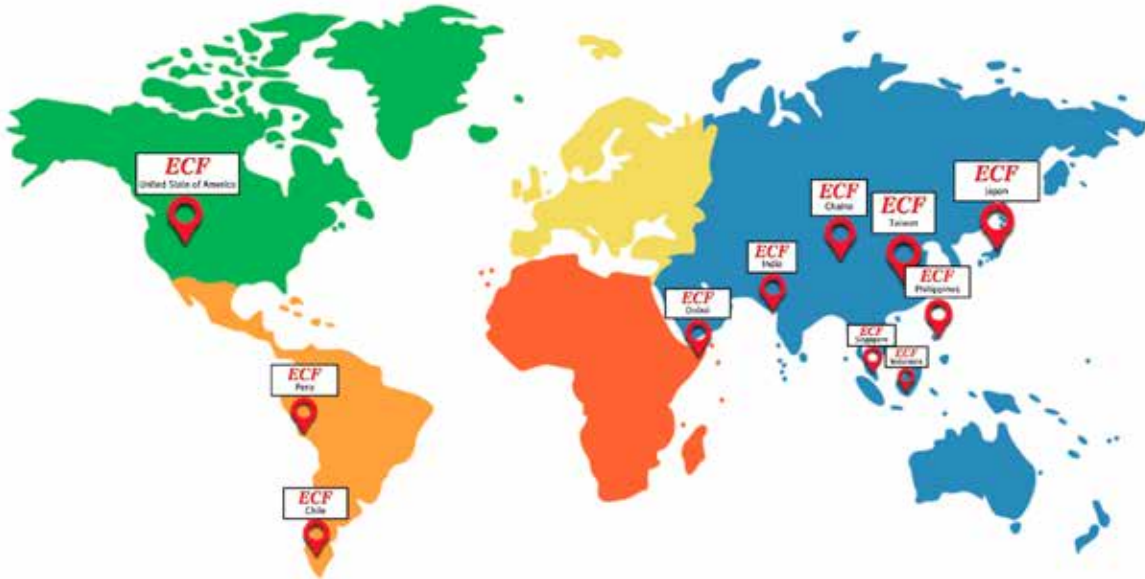 ECF
United State of America
ECF
Japan
ECF
Chaina
ECF
Taiwan
ECF
India
ECF
Philippines
ECF
Dubai
ECF
Singapore
ECF
Indonesia
ECF
Peru
ECF
Chile